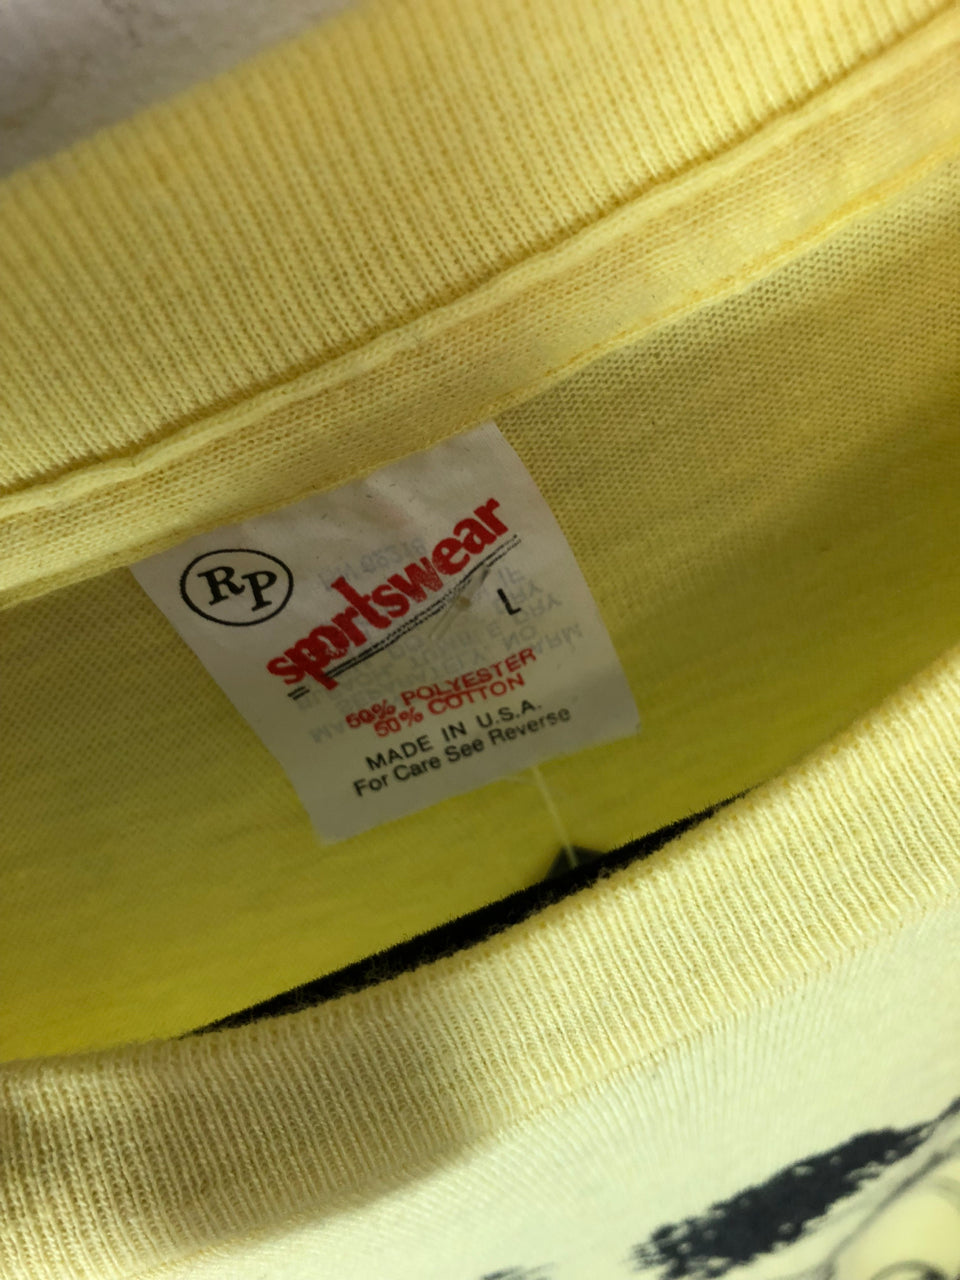 RP
sportswear
L
50% POLYESTER
50% COTTON
MADE IN U.S.A.
For Care See Reverse